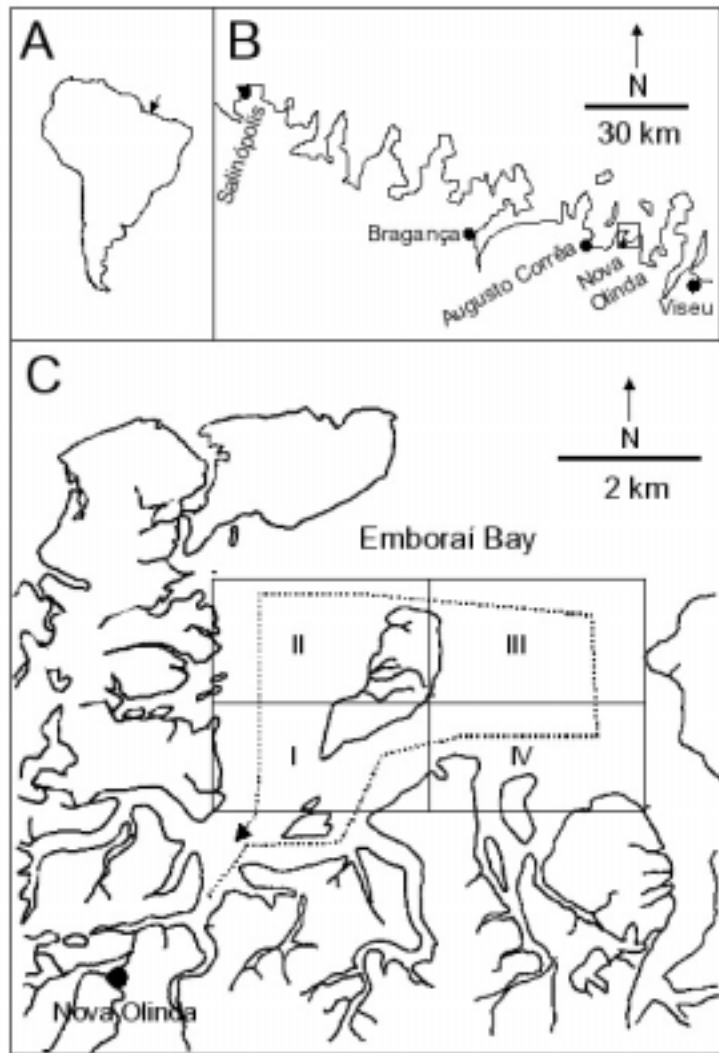 A
B
N
30 km
Salinópolis
Bragança
Augusto Corrêa
Nova
Olinda
Viseu
C
N
2 km
Emboraí Bay
II
III
I
IV
Nova Olinda